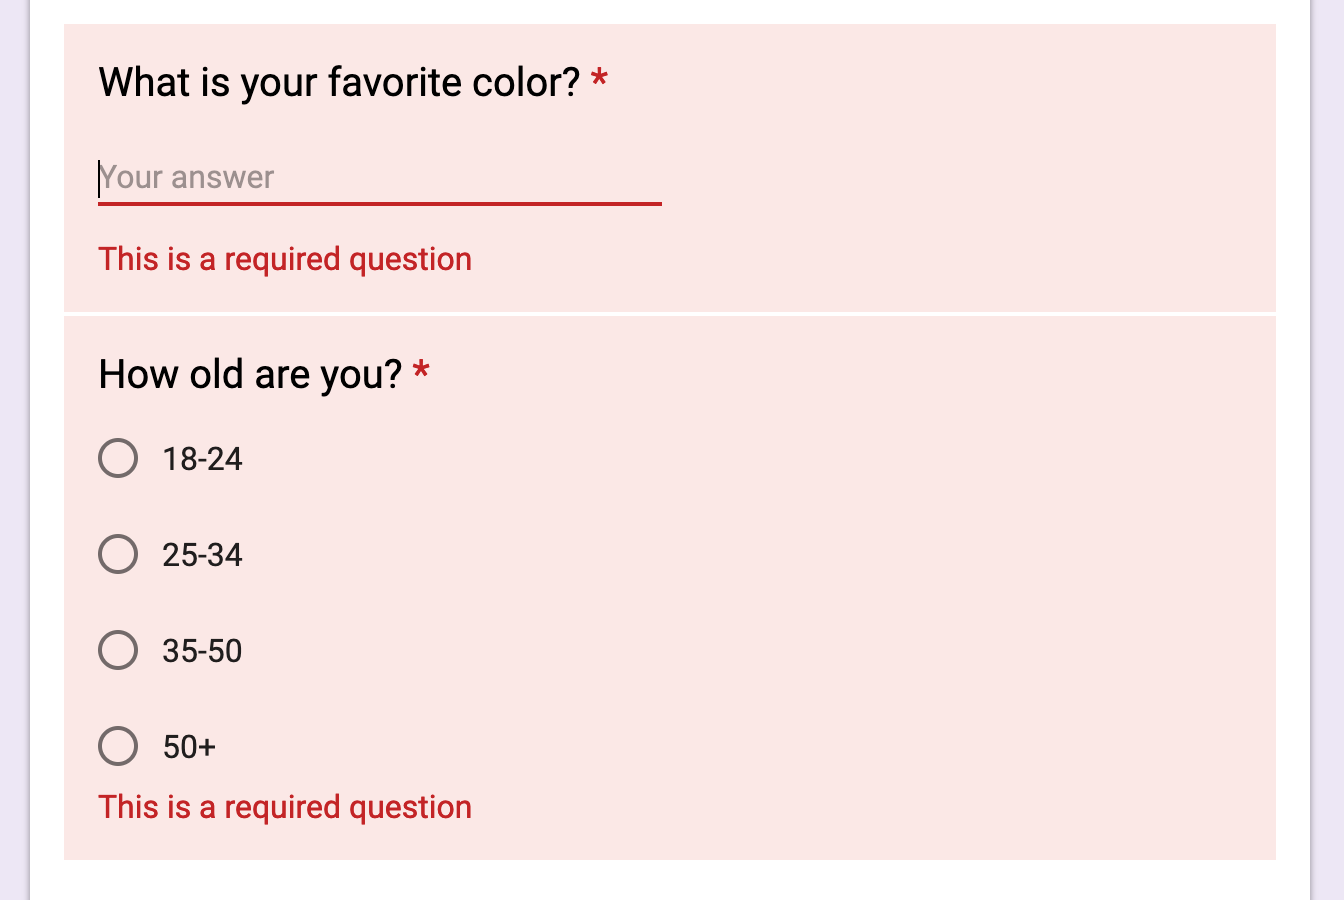 What is your favorite color? *
Your answer
This is a required question
How old are you? *
18-24
25-34
35-50
50+
This is a required question